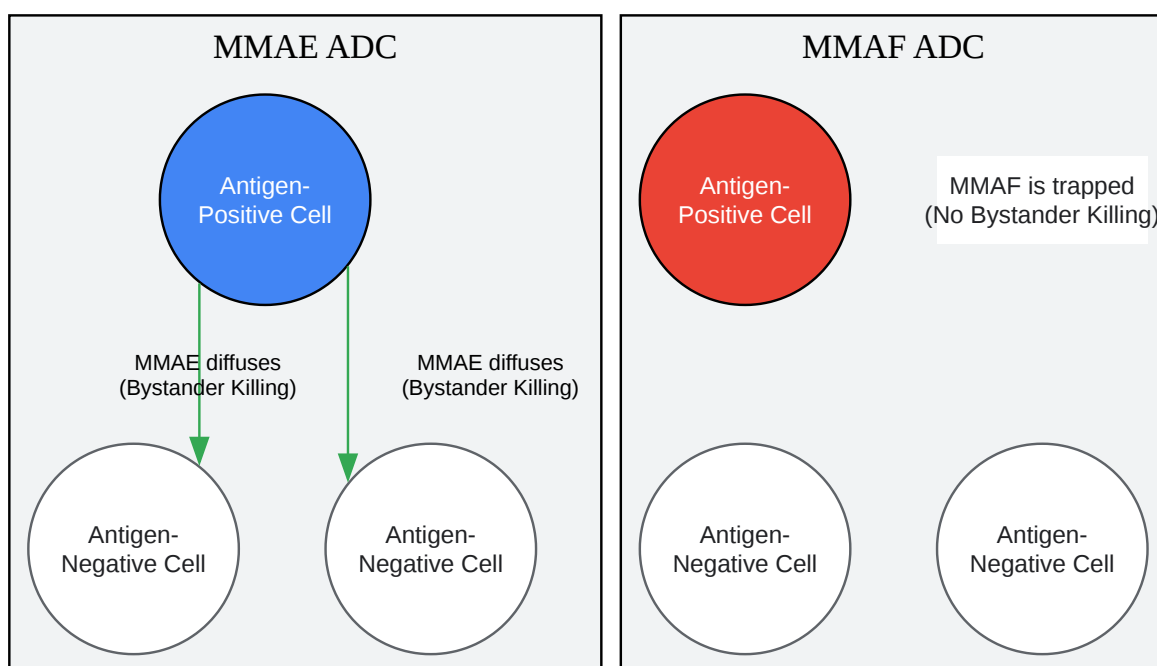 MMAE ADC
Antigen-
Positive Cell
MMAE diffuses
(Bystander Killing)
MMAE diffuses
(Bystander Killing)
Antigen-
Negative Cell
Antigen-
Negative Cell
MMAF ADC
Antigen-
Positive Cell
MMAF is trapped
(No Bystander Killing)
Antigen-
Negative Cell
Antigen-
Negative Cell